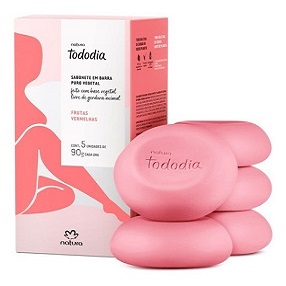 natura
tododia
SABONETE EM BARRA
PURO VEGETAL
feito com base vegetal
livre de gordura animal
FRUTAS
VERMELHAS
CONT. 5 UNIDADES DE
90g CADA UMA
natura
natura
tododia